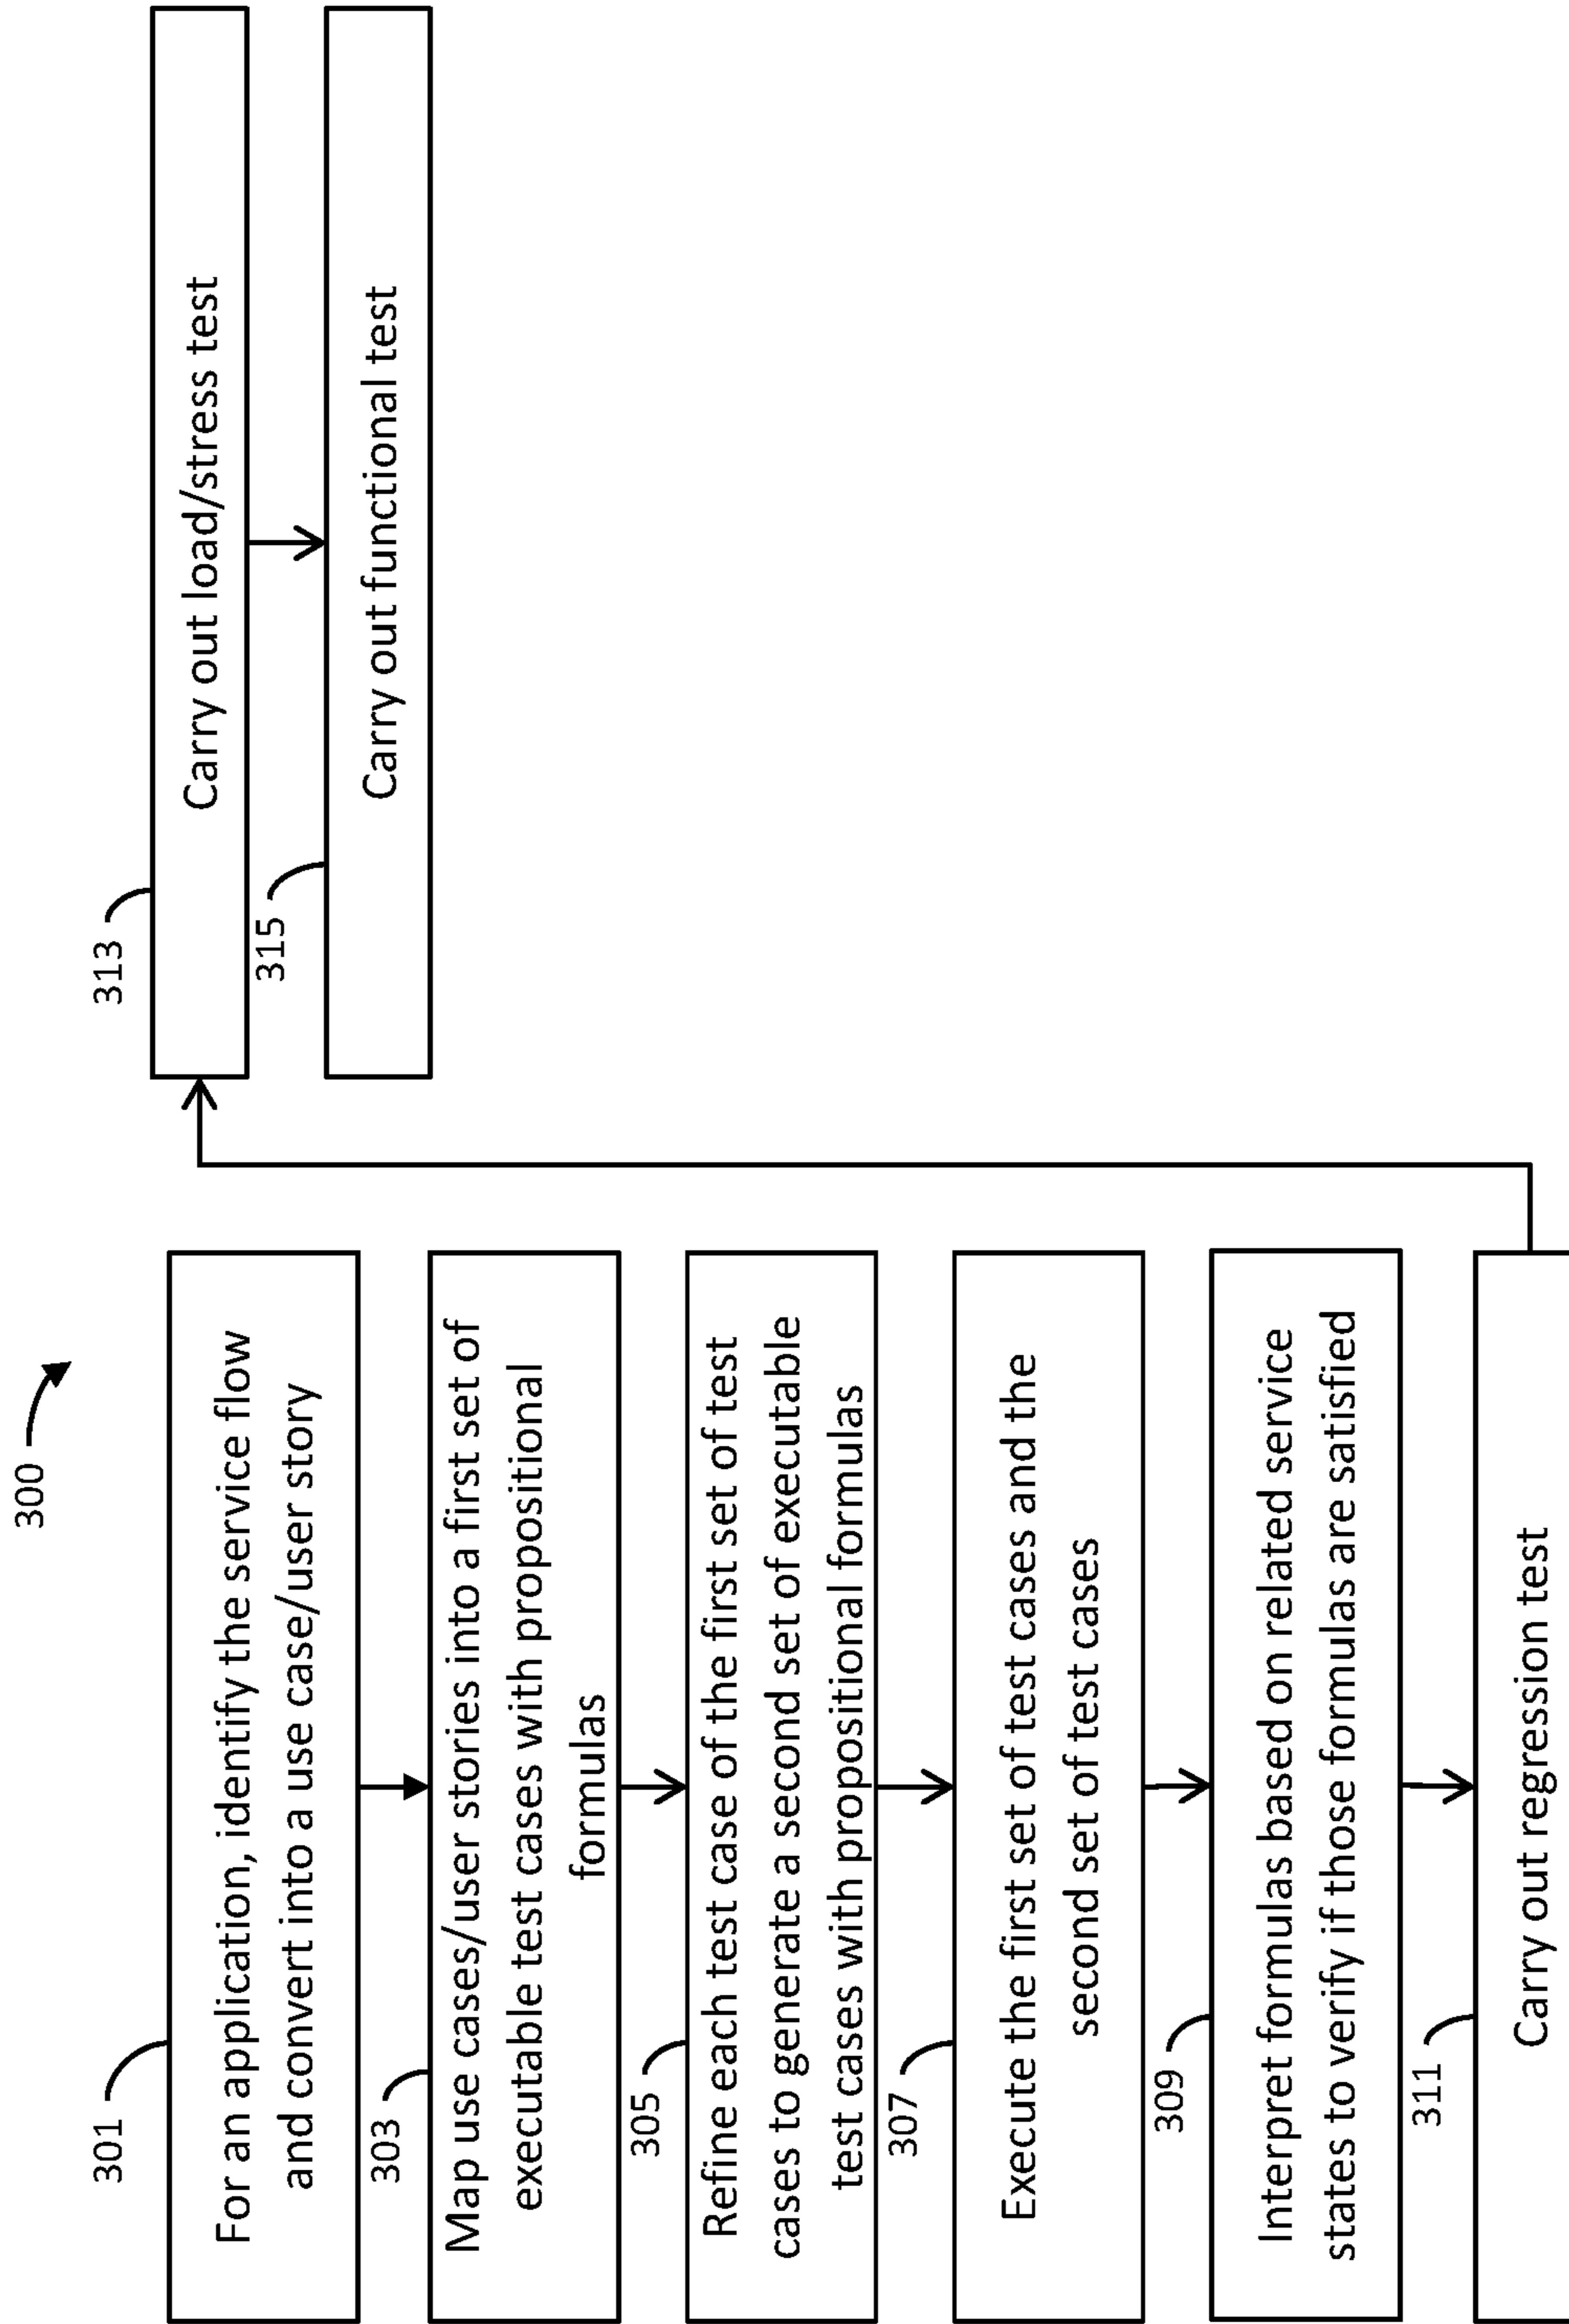 300
301
For an application, identify the service flow
and convert into a use case/user story
303
Map use cases/user stories into a first set of
executable test cases with propositional
formulas
305
Refine each test case of the first set of test
cases to generate a second set of executable
test cases with propositional formulas
307
Execute the first set of test cases and the
second set of test cases
309
Interpret formulas based on related service
states to verify if those formulas are satisfied
311
Carry out regression test
313
Carry out load/stress test
315
Carry out functional test